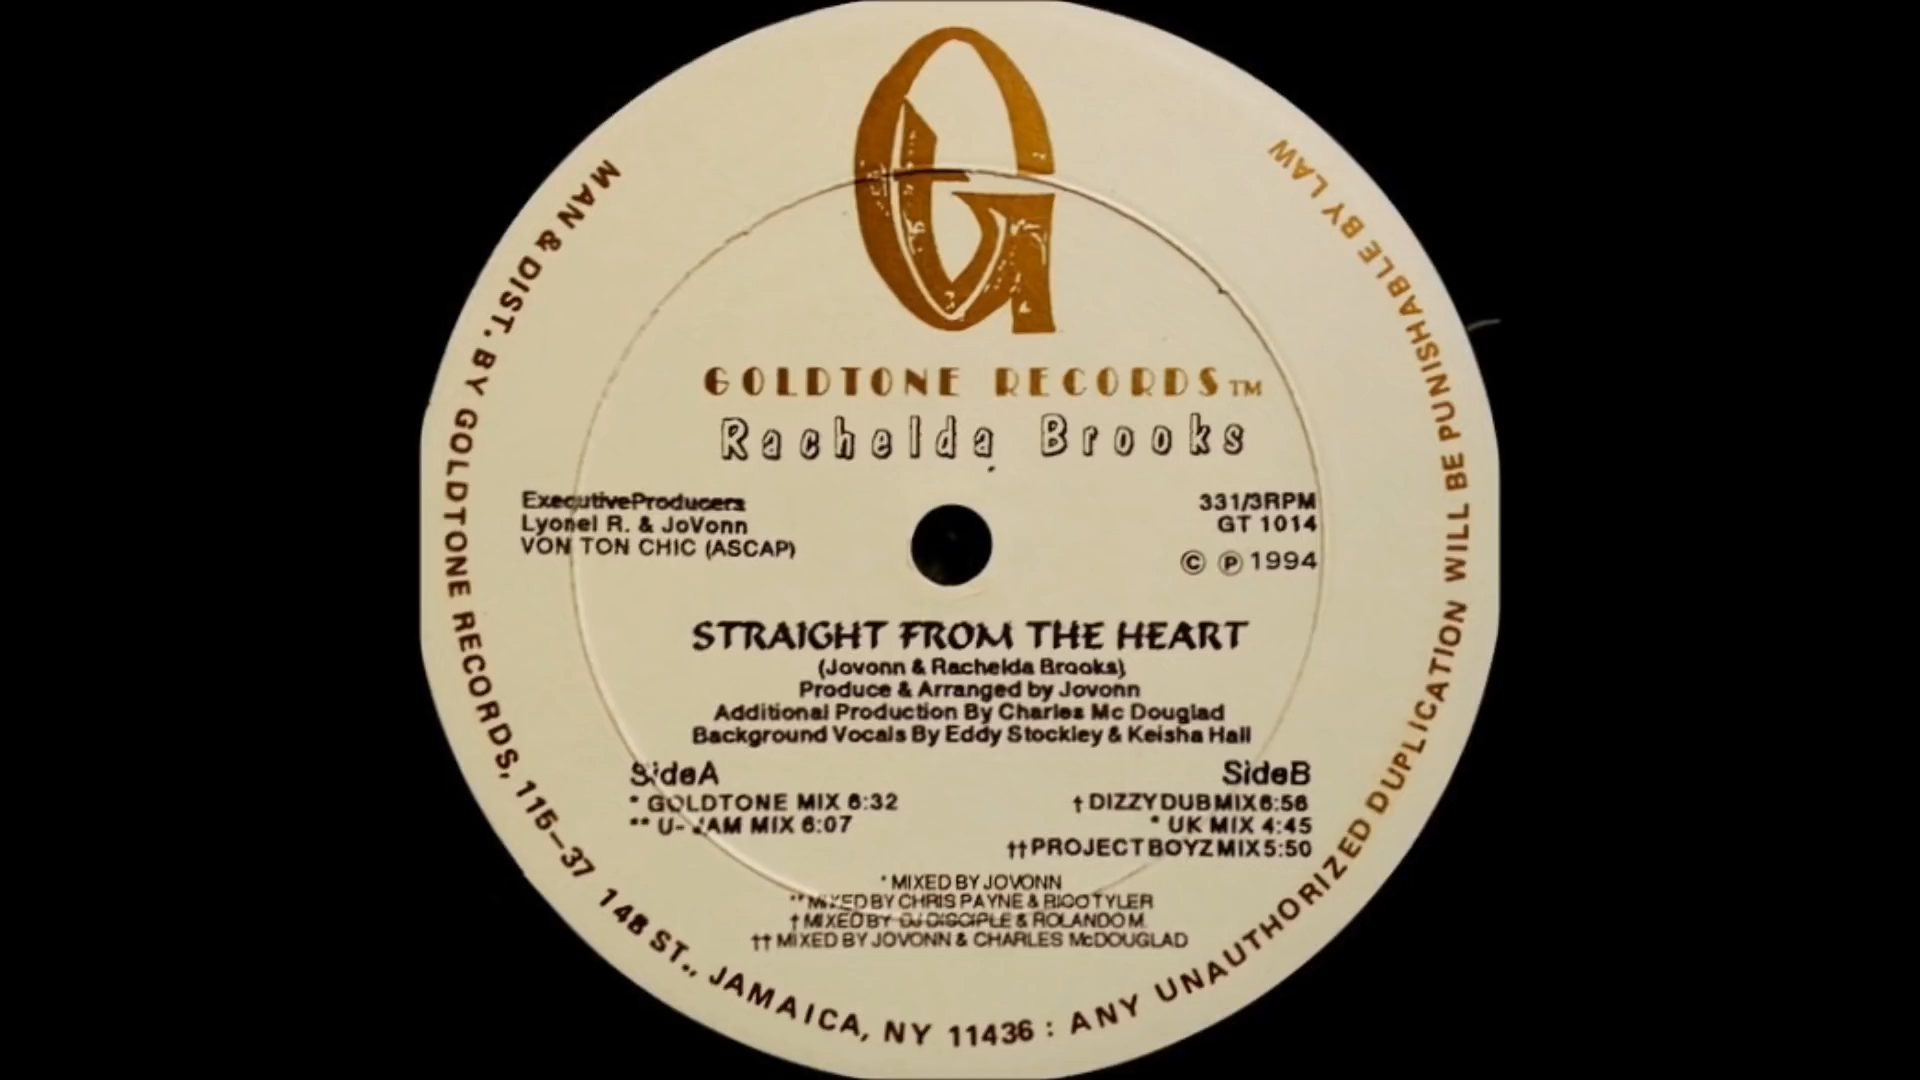 GOLDTONE RECORDS TM
Rachelda Brooks
ExecutiveProducers
Lyonel R. & JoVonn
VON TON CHIC (ASCAP)
331/3RPM
GT 1014
© ℗ 1994
STRAIGHT FROM THE HEART
(Jovonn & Rachelda Brooks)
Produce & Arranged by Jovonn
Additional Production By Charles Mc Douglad
Background Vocals By Eddy Stockley & Keisha Hall
SideA
* GOLDTONE MIX 6:32
** U- JAM MIX 6:07
SideB
† DIZZY DUB MIX 6:56
* UK MIX 4:45
†† PROJECT BOYZ MIX 5:50
* MIXED BY JOVONN
** MIXED BY CHRIS PAYNE & RICO TYLER
† MIXED BY DJ DISCIPLE & ROLANDO M.
†† MIXED BY JOVONN & CHARLES McDOUGLAD
MAN & DIST. BY GOLDTONE RECORDS, 115-37 148 ST., JAMAICA, NY 11436 : ANY UNAUTHORIZED DUPLICATION WILL BE PUNISHABLE BY LAW